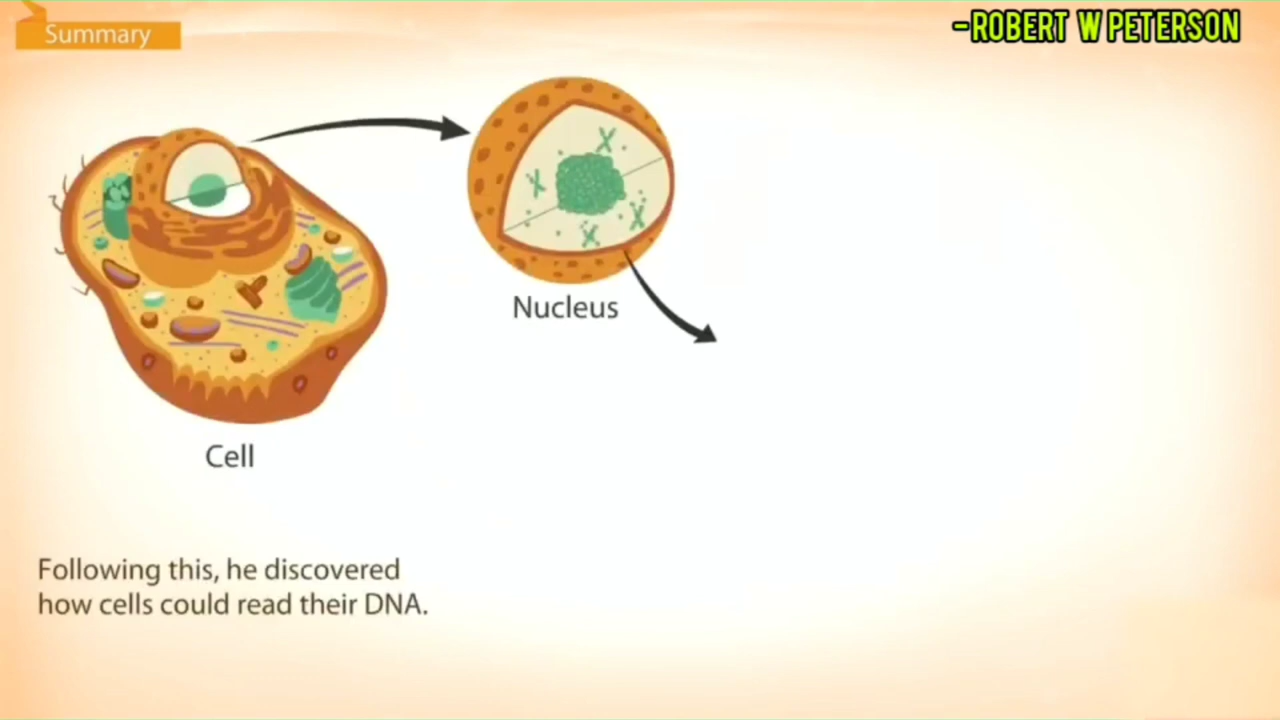 Summary
-ROBERT W PETERSON
Nucleus
Cell
Following this, he discovered
how cells could read their DNA.